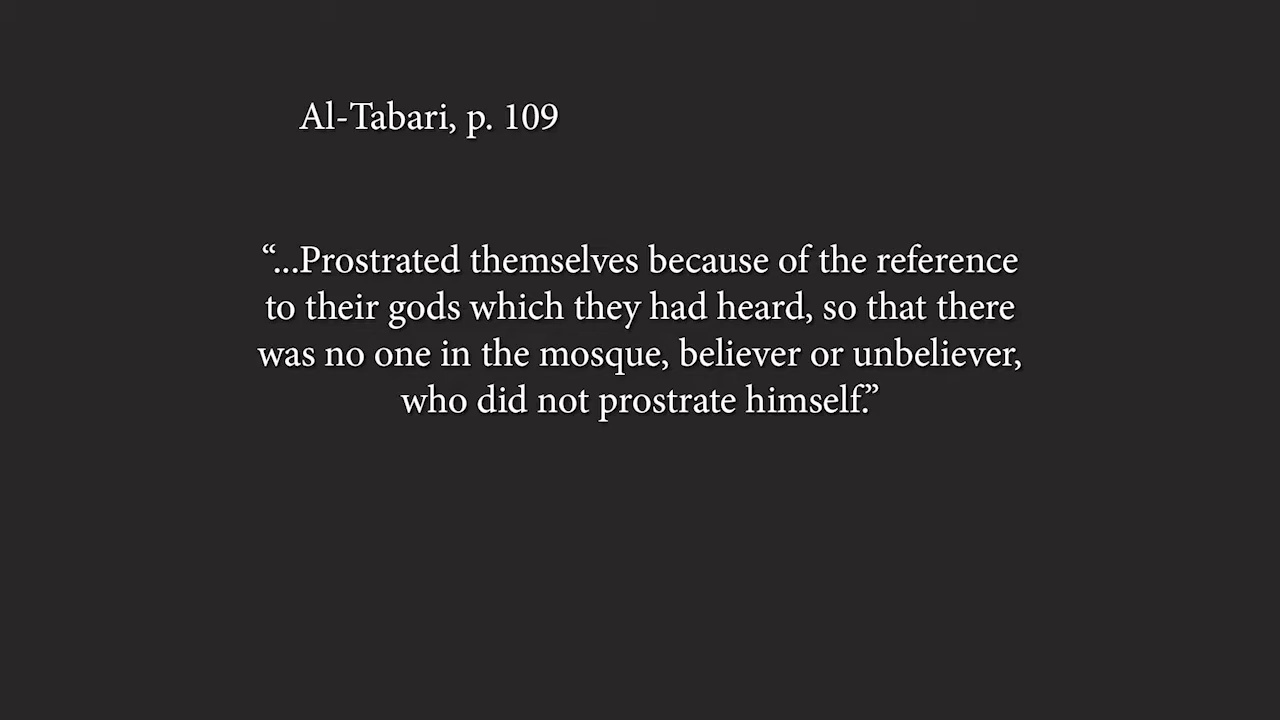 Al-Tabari, p. 109
“...Prostrated themselves because of the reference
to their gods which they had heard, so that there
was no one in the mosque, believer or unbeliever,
who did not prostrate himself.”